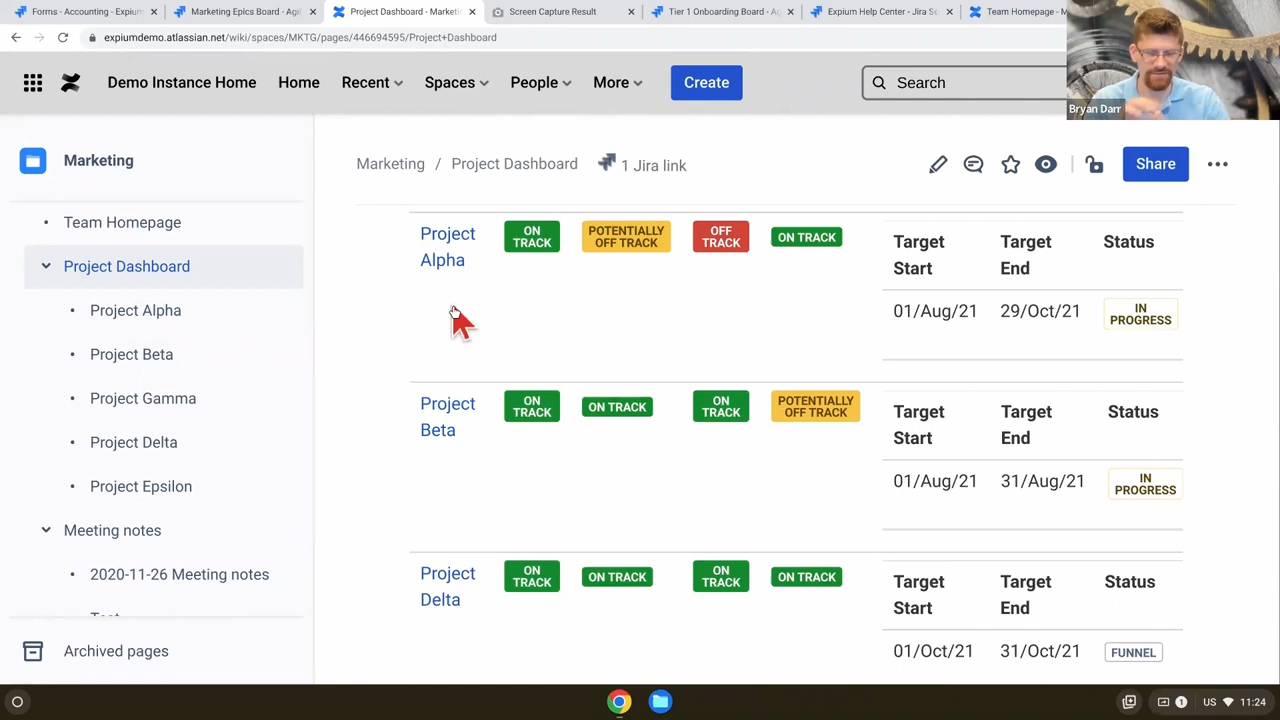 Forms - Accounting - Expium
Marketing Epics Board - Agil
Project Dashboard - Marketi
Screen Capture Result
Tier 1 Onboarding Board - Ag
Expium Help Center - Jira Se
Team Homepage - M
expiumdemo.atlassian.net/wiki/spaces/MKTG/pages/446694595/Project+Dashboard
Demo Instance Home
Home
Recent
Spaces
People
More
Create
Search
Bryan Darr
Marketing
Team Homepage
Project Dashboard
Project Alpha
Project Beta
Project Gamma
Project Delta
Project Epsilon
Meeting notes
2020-11-26 Meeting notes
Archived pages
Marketing / Project Dashboard
1 Jira link
Share
Project
Alpha
ON
TRACK
POTENTIALLY
OFF TRACK
OFF
TRACK
ON TRACK
Target
Start
Target
End
Status
01/Aug/21
29/Oct/21
IN
PROGRESS
Project
Beta
ON
TRACK
ON TRACK
ON
TRACK
POTENTIALLY
OFF TRACK
Target
Start
Target
End
Status
01/Aug/21
31/Aug/21
IN
PROGRESS
Project
Delta
ON
TRACK
ON TRACK
ON
TRACK
ON TRACK
Target
Start
Target
End
Status
01/Oct/21
31/Oct/21
FUNNEL
1
US
11:24